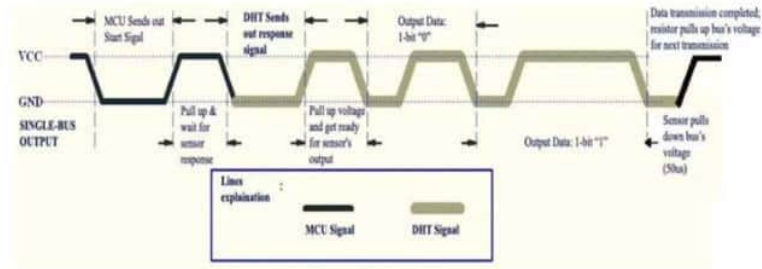 MCU Sends out
Start Sigal
DHT Sends
out response
signal
Output Data:
1-bit "0"
Data transmission completed,
resistor pulls up bus's voltage
for next transmission
VCC
GND
SINGLE-BUS
OUTPUT
Pull up &
wait for
sensor
response
Pull up voltage
and get ready
for sensor's
output
Output Data: 1-bit "1"
Sensor pulls
down bus's
voltage
(50us)
Lines
explaination
:
MCU Signal
DHT Signal